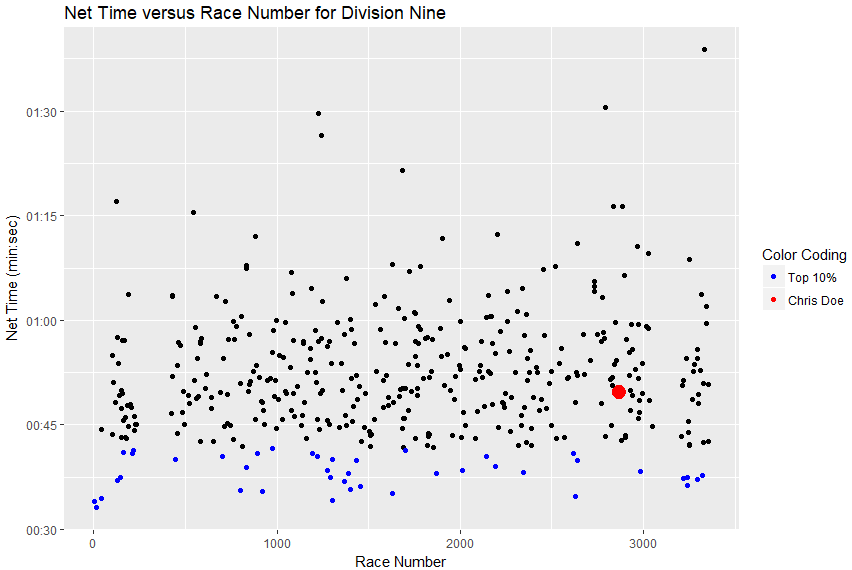 Net Time versus Race Number for Division Nine
Net Time (min:sec)
01:30
01:15
01:00
00:45
00:30
0
1000
2000
3000
Race Number
Color Coding
Top 10%
Chris Doe